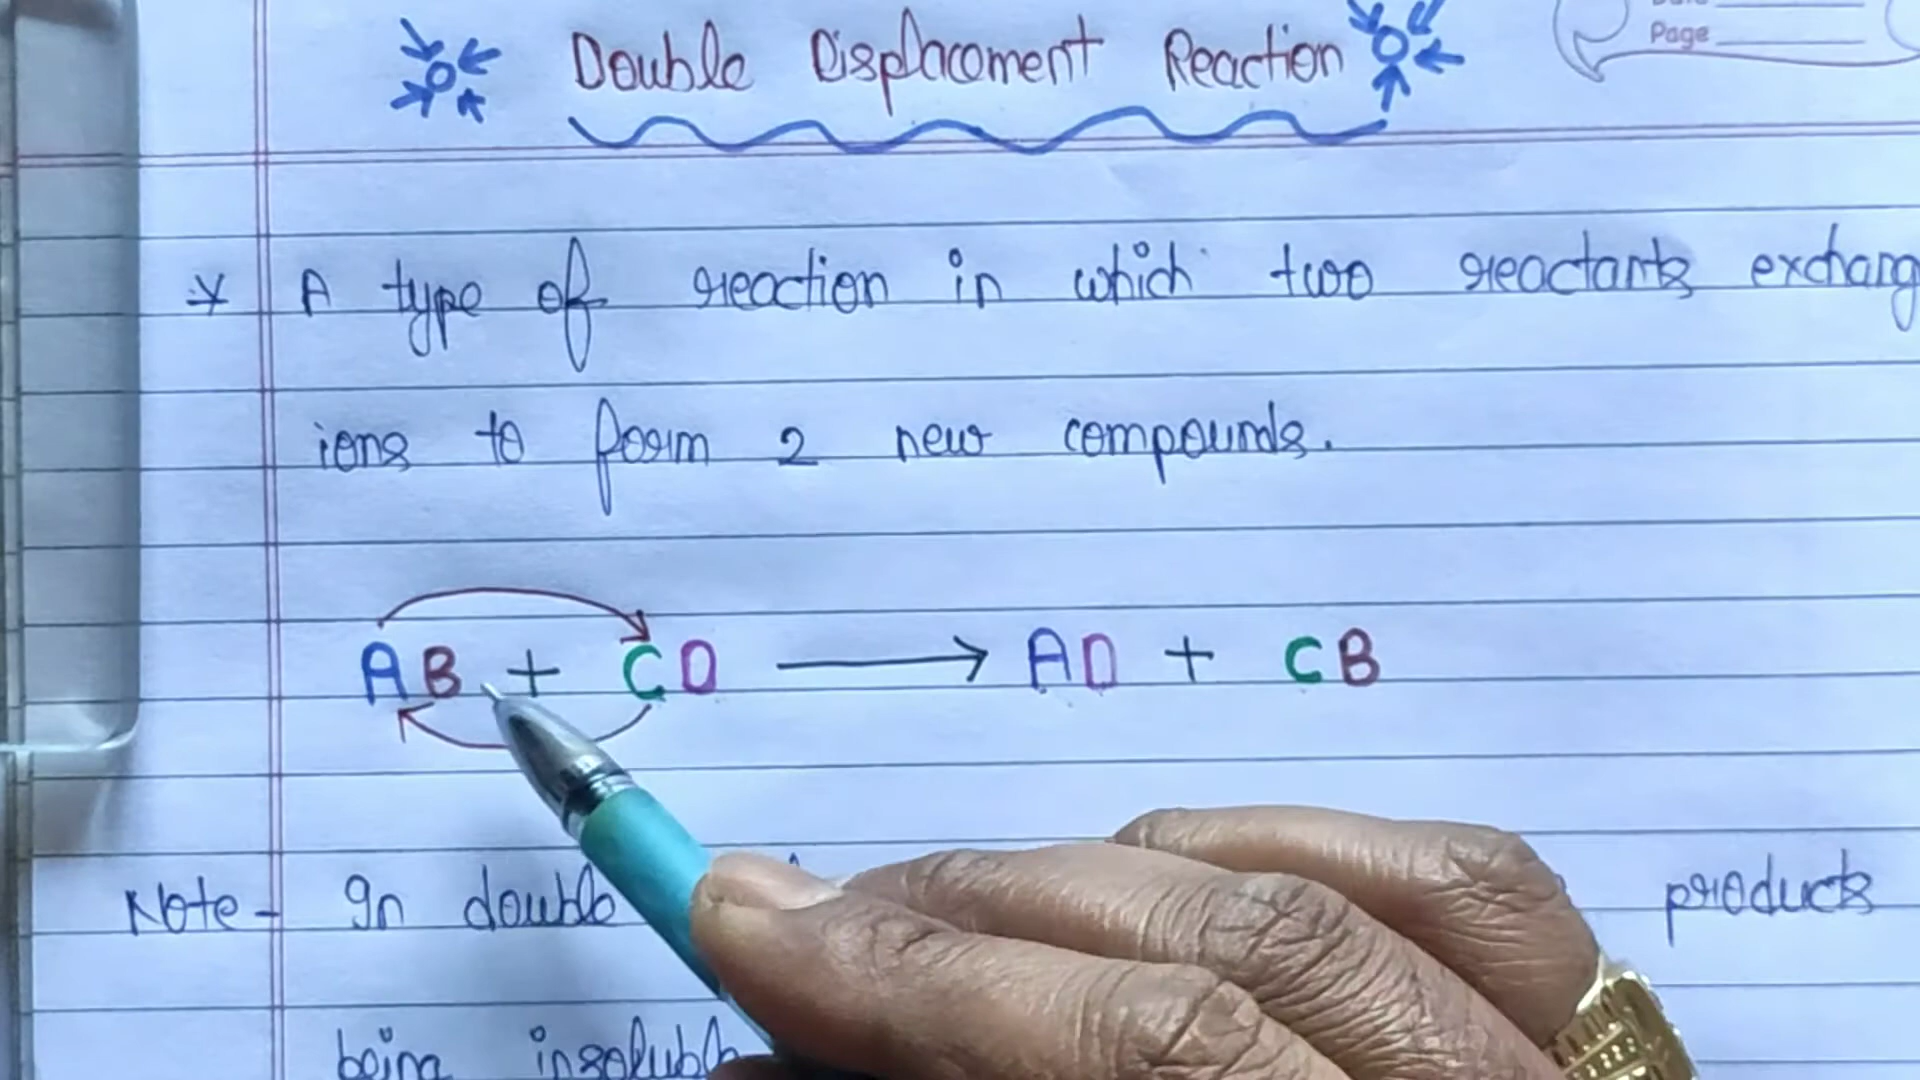 Page
Double Displacement Reaction
A type of reaction in which two reactants exchang
ions to form 2 new compounds.
AB + CD ⟶ AD + CB
Note - In double products
being insoluble